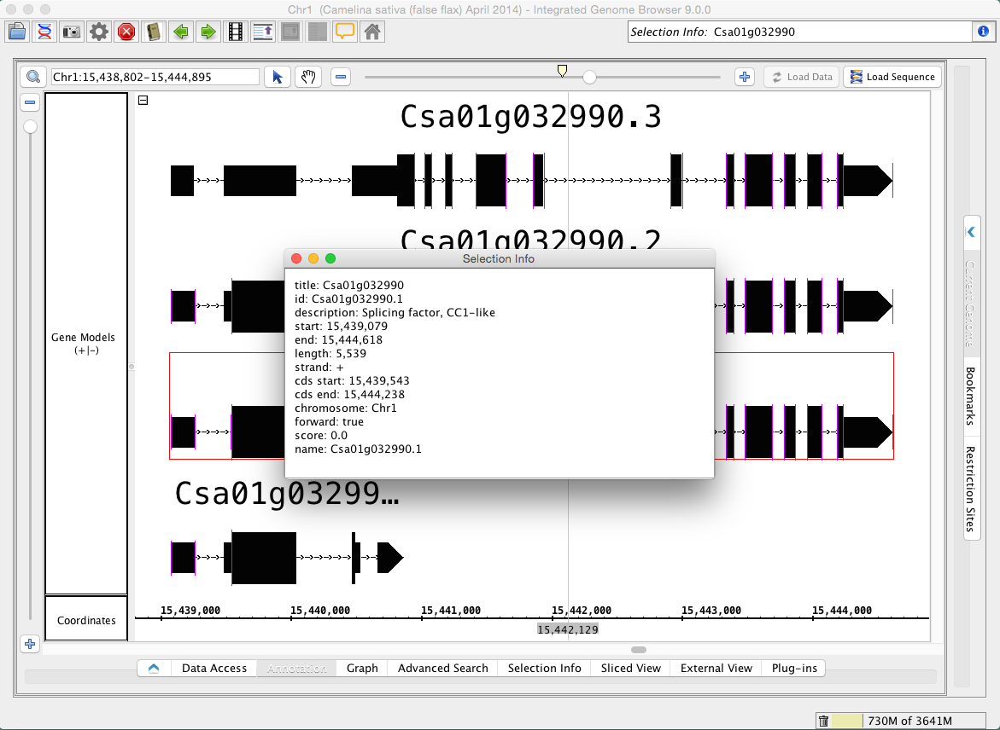 Chr1 (Camelina sativa (false flax) April 2014) - Integrated Genome Browser 9.0.0
Selection Info: Csa01g032990
Chr1:15,438,802-15,444,895
Load Data
Load Sequence
Csa01g032990.3
Csa01g032990.2
Selection Info
title: Csa01g032990
id: Csa01g032990.1
description: Splicing factor, CC1-like
start: 15,439,079
end: 15,444,618
length: 5,539
strand: +
cds start: 15,439,543
cds end: 15,444,238
chromosome: Chr1
forward: true
score: 0.0
name: Csa01g032990.1
Gene Models
(+|-)
Current Genome
Bookmarks
Restriction Sites
Csa01g03299…
15,439,000 15,440,000 15,441,000 15,442,000 15,443,000 15,444,000
Coordinates
15,442,129
Data Access Annotation Graph Advanced Search Selection Info Sliced View External View Plug-ins
730M of 3641M